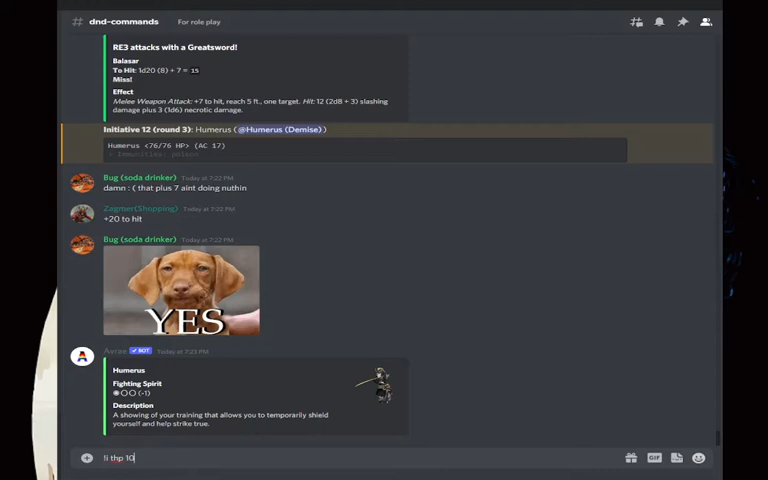 dnd-commands For role play
RE3 attacks with a Greatsword!
Balasar
To Hit: 1d20 (8) + 7 = 15
Miss!
Effect
Melee Weapon Attack: +7 to hit, reach 5 ft., one target. Hit: 12 (2d8 + 3) slashing
damage plus 3 (1d6) necrotic damage.
Initiative 12 (round 3): Humerus (@Humerus (Demise))
Humerus <76/76 HP> (AC 17)
> Immunities: poison
Bug (soda drinker) Today at 7:22 PM
damn : ( that plus 7 aint doing nuthin
Zagmer(Shopping) Today at 7:22 PM
+20 to hit
Bug (soda drinker) Today at 7:22 PM
YES
Avrae BOT Today at 7:23 PM
Humerus
Fighting Spirit
◉〇〇 (-1)
Description
A showing of your training that allows you to temporarily shield
yourself and help strike true.
!i thp 10
GIF